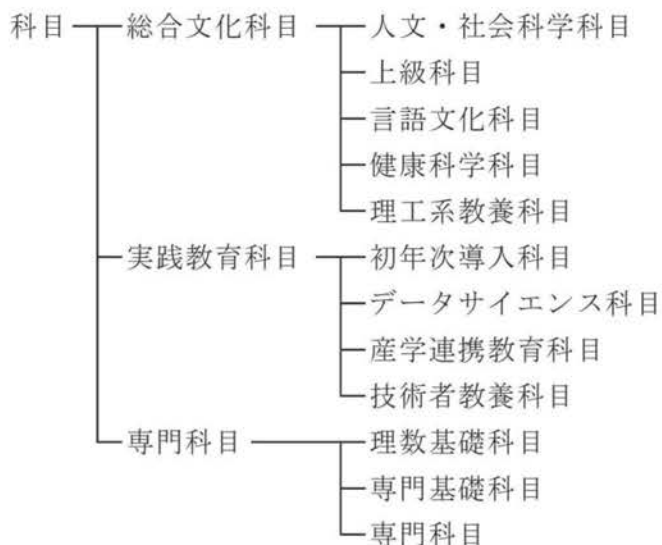 科目 総合文化科目 人文・社会科学科目
上級科目
言語文化科目
健康科学科目
理工系教養科目
実践教育科目 初年次導入科目
データサイエンス科目
産学連携教育科目
技術者教養科目
専門科目 理数基礎科目
専門基礎科目
専門科目